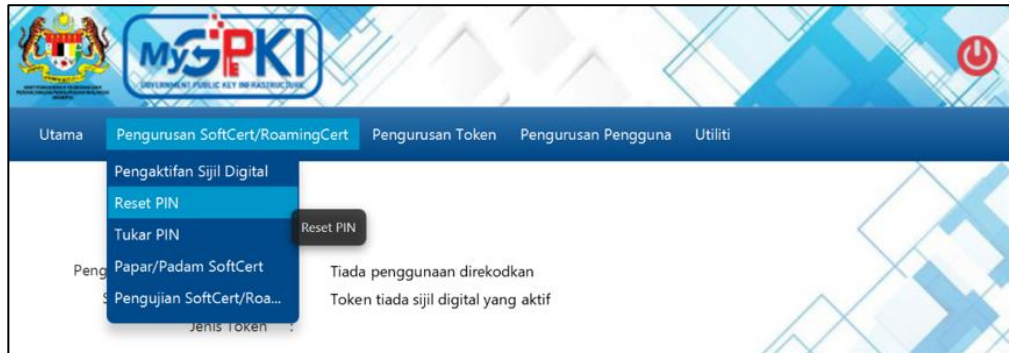 MyGPKI
GOVERNMENT PUBLIC KEY INFRASTRUCTURE
Utama Pengurusan SoftCert/RoamingCert Pengurusan Token Pengurusan Pengguna Utiliti
Pengaktifan Sijil Digital
Reset PIN
Reset PIN
Tukar PIN
Papar/Padam SoftCert
Tiada penggunaan direkodkan
Pengujian SoftCert/Roa...
Token tiada sijil digital yang aktif
Jenis Token :